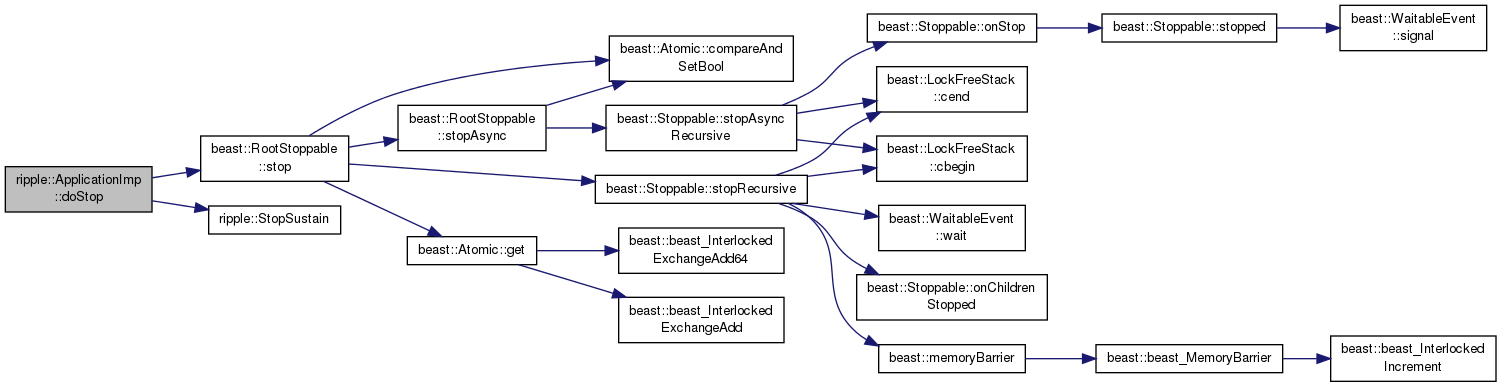 ripple::ApplicationImp
::doStop
beast::RootStoppable
::stop
ripple::StopSustain
beast::Atomic::compareAnd
SetBool
beast::RootStoppable
::stopAsync
beast::Stoppable::stopAsync
Recursive
beast::Stoppable::stopRecursive
beast::Atomic::get
beast::beast_Interlocked
ExchangeAdd64
beast::beast_Interlocked
ExchangeAdd
beast::Stoppable::onStop
beast::Stoppable::stopped
beast::WaitableEvent
::signal
beast::LockFreeStack
::cend
beast::LockFreeStack
::cbegin
beast::WaitableEvent
::wait
beast::Stoppable::onChildren
Stopped
beast::memoryBarrier
beast::beast_MemoryBarrier
beast::beast_Interlocked
Increment